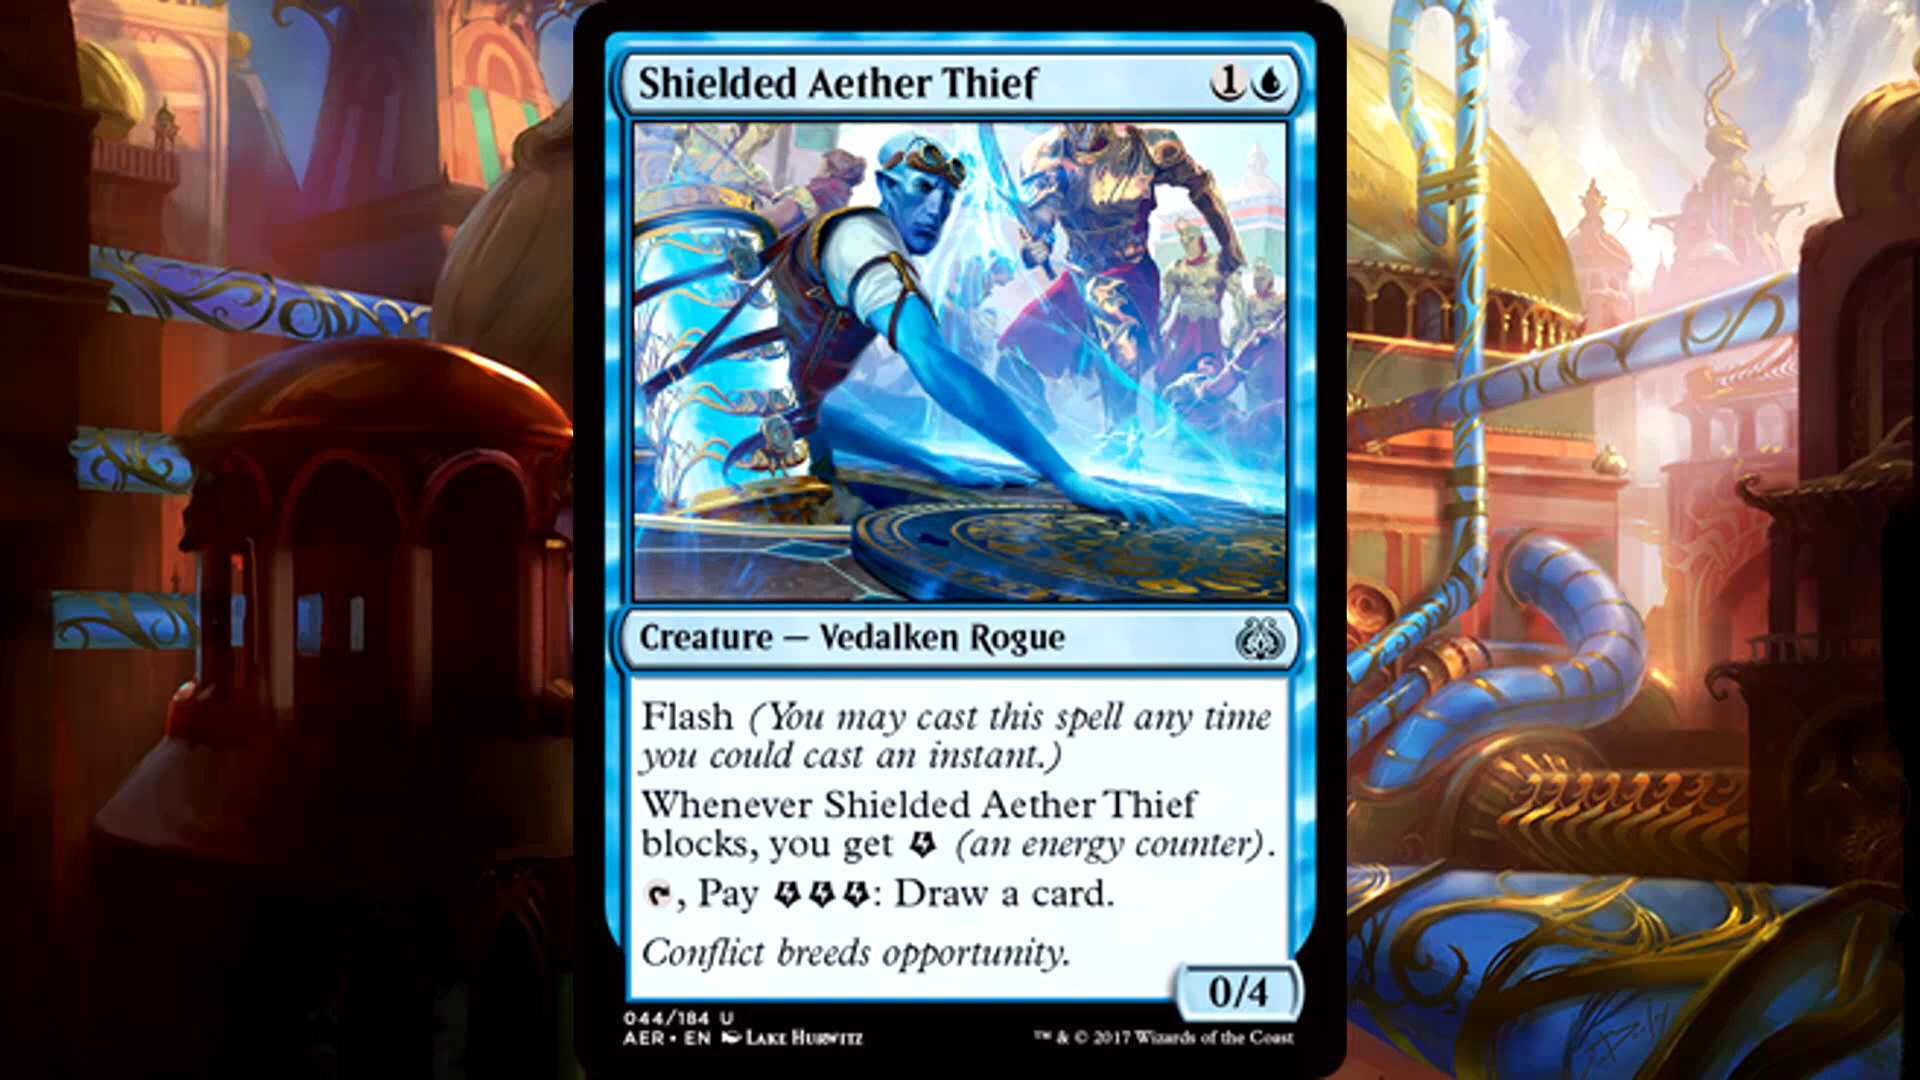 Shielded Aether Thief 1
Creature — Vedalken Rogue
Flash (You may cast this spell any time
you could cast an instant.)
Whenever Shielded Aether Thief
blocks, you get (an energy counter).
, Pay : Draw a card.
Conflict breeds opportunity.
0/4
044/184 U
AER • EN Lake Hurwitz
™ & © 2017 Wizards of the Coast